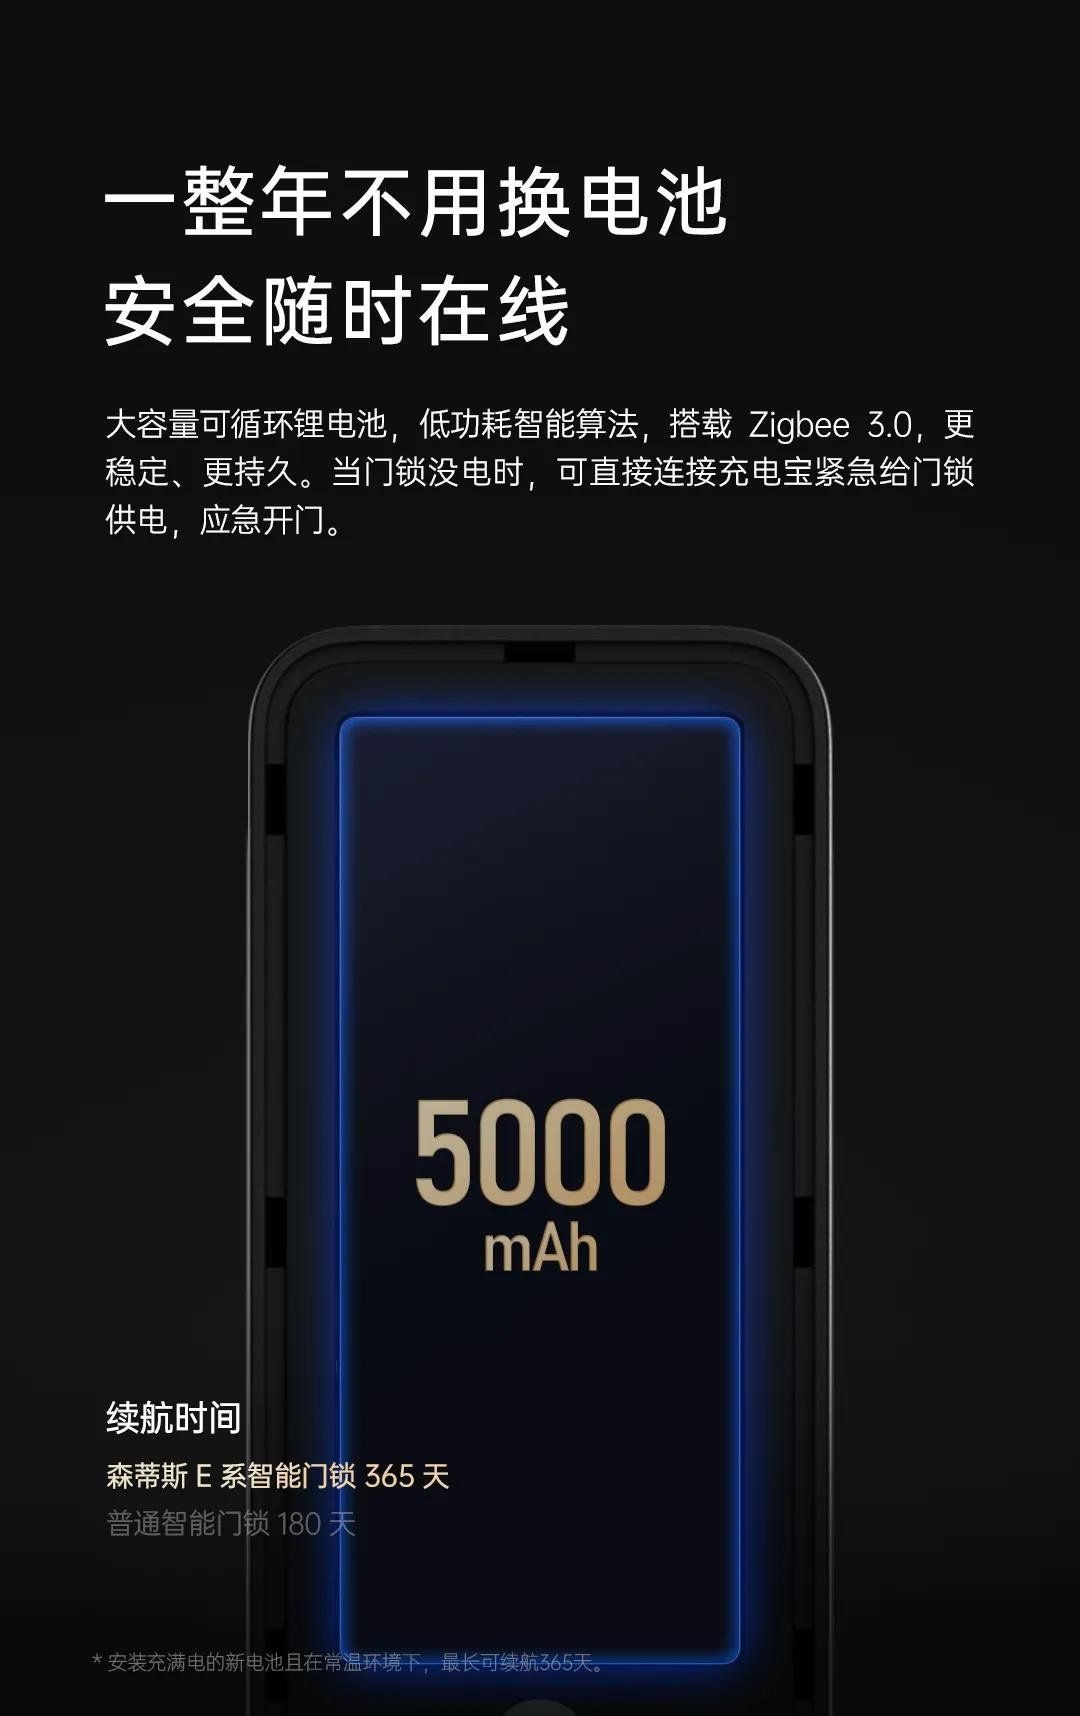 一整年不用换电池
安全随时在线
大容量可循环锂电池，低功耗智能算法，搭载 Zigbee 3.0，更
稳定、更持久。当门锁没电时，可直接连接充电宝紧急给门锁
供电，应急开门。
5000
mAh
续航时间
森蒂斯 E 系智能门锁 365 天
普通智能门锁 180 天
* 安装充满电的新电池且在常温环境下，最长可续航365天。